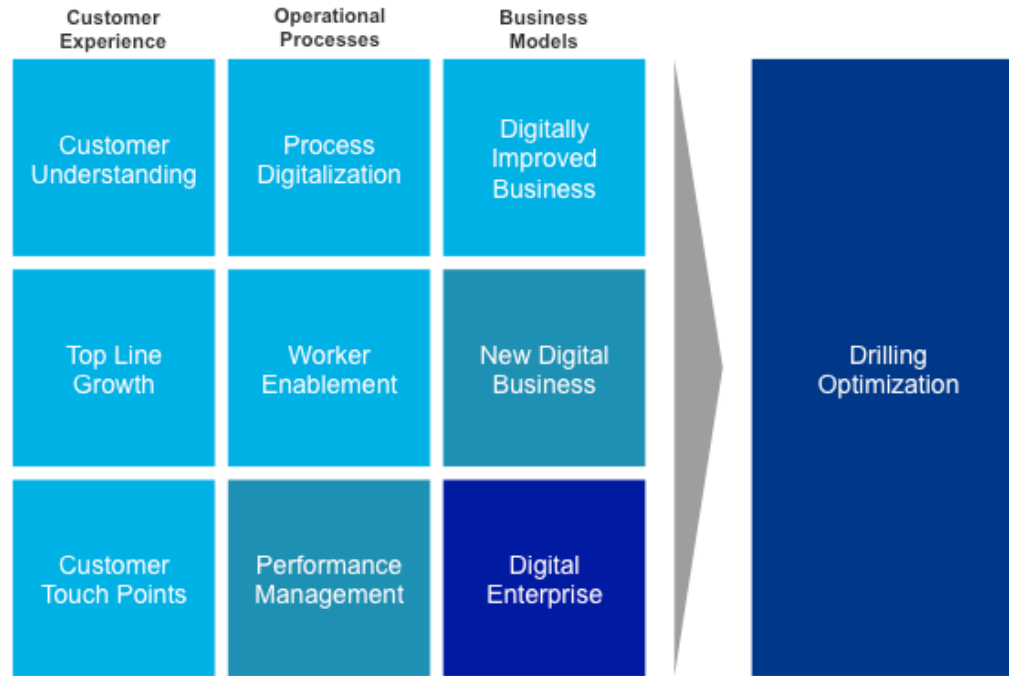 Customer
Experience
Operational
Processes
Business
Models
Customer
Understanding
Process
Digitalization
Digitally
Improved
Business
Top Line
Growth
Worker
Enablement
New Digital
Business
Customer
Touch Points
Performance
Management
Digital
Enterprise
Drilling
Optimization